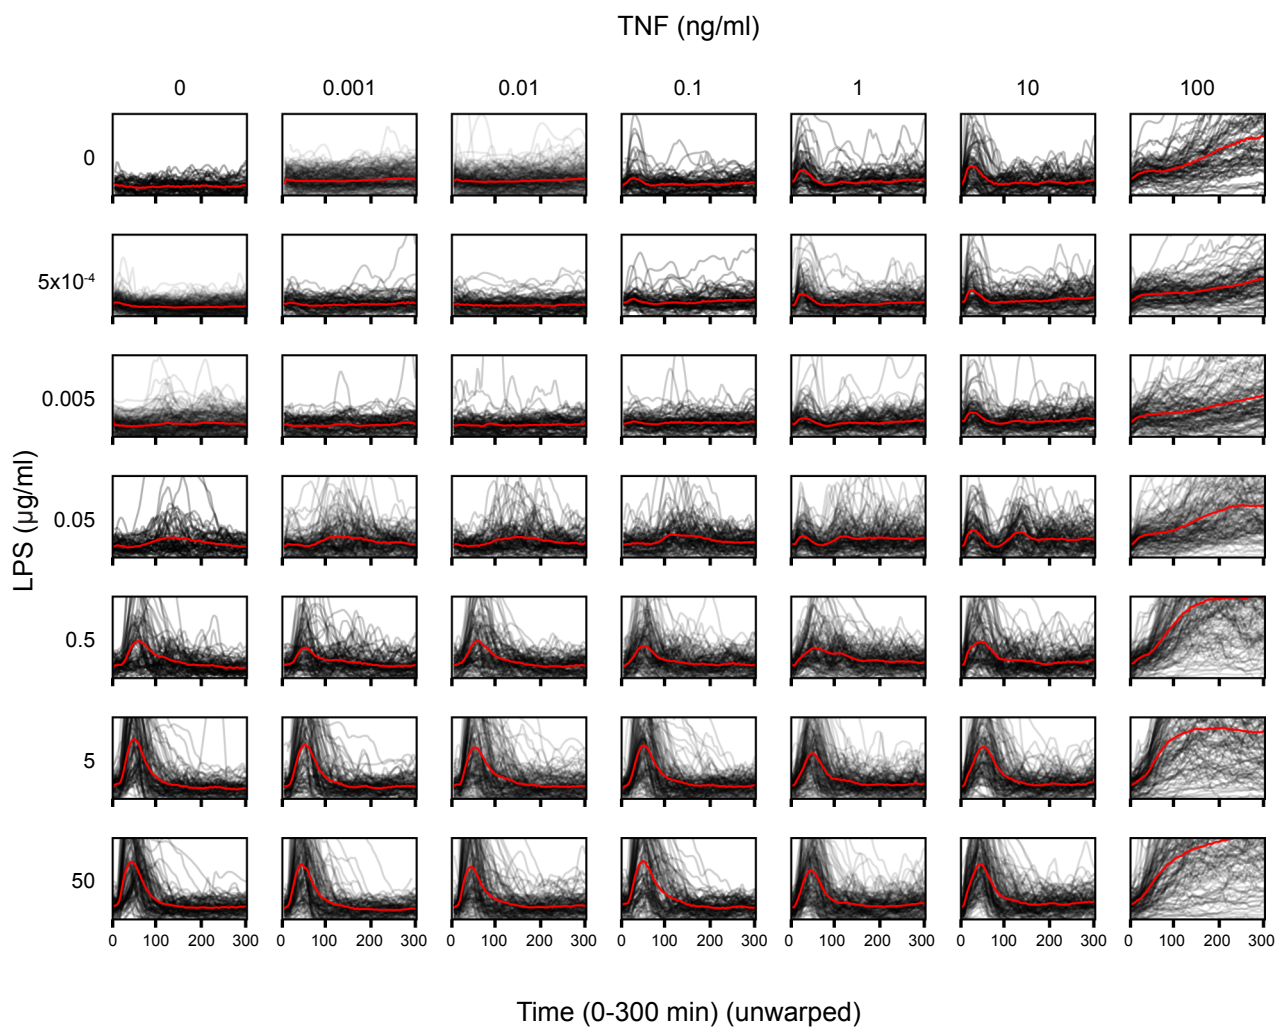 TNF (ng/ml)
0 0.001 0.01 0.1 1 10 100
0
5x10⁻⁴
0.005
0.05
LPS (µg/ml)
0.5
5
50
0 100 200 300 0 100 200 300 0 100 200 300 0 100 200 300 0 100 200 300 0 100 200 300 0 100 200 300
Time (0-300 min) (unwarped)